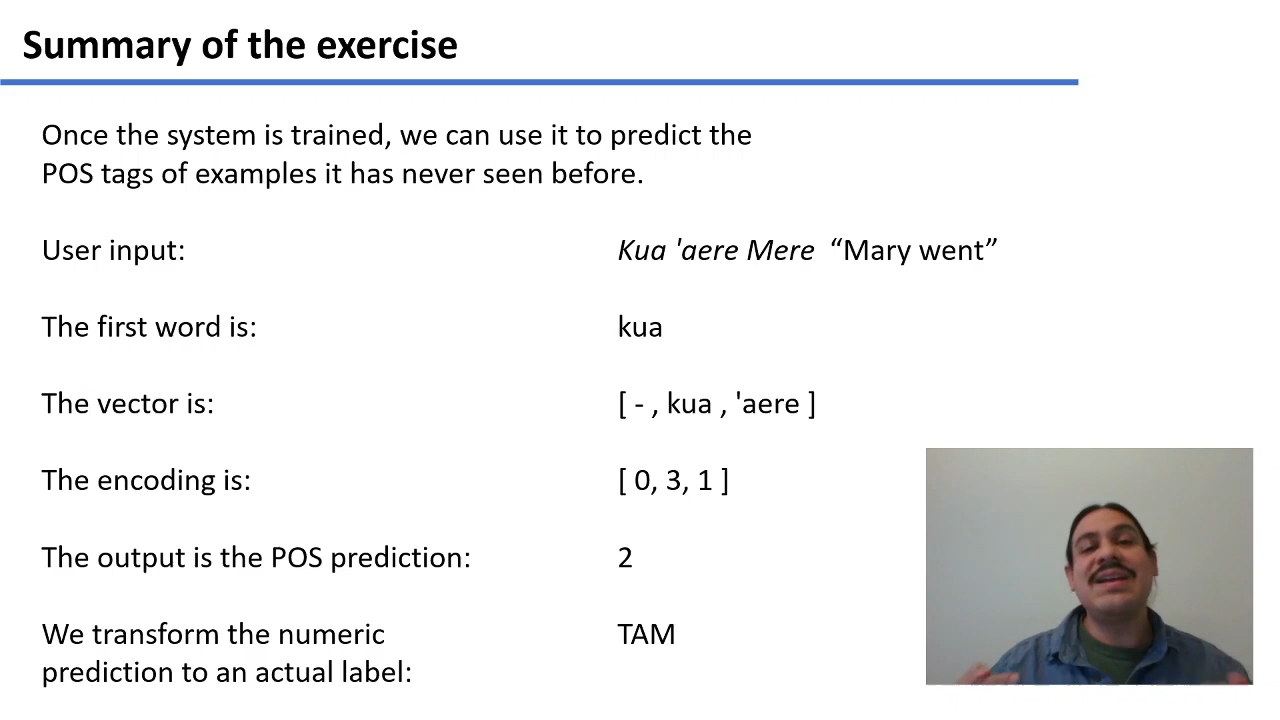 Summary of the exercise
Once the system is trained, we can use it to predict the
POS tags of examples it has never seen before.
User input: Kua 'aere Mere “Mary went”
The first word is: kua
The vector is: [ - , kua , 'aere ]
The encoding is: [ 0, 3, 1 ]
The output is the POS prediction: 2
We transform the numeric TAM
prediction to an actual label: